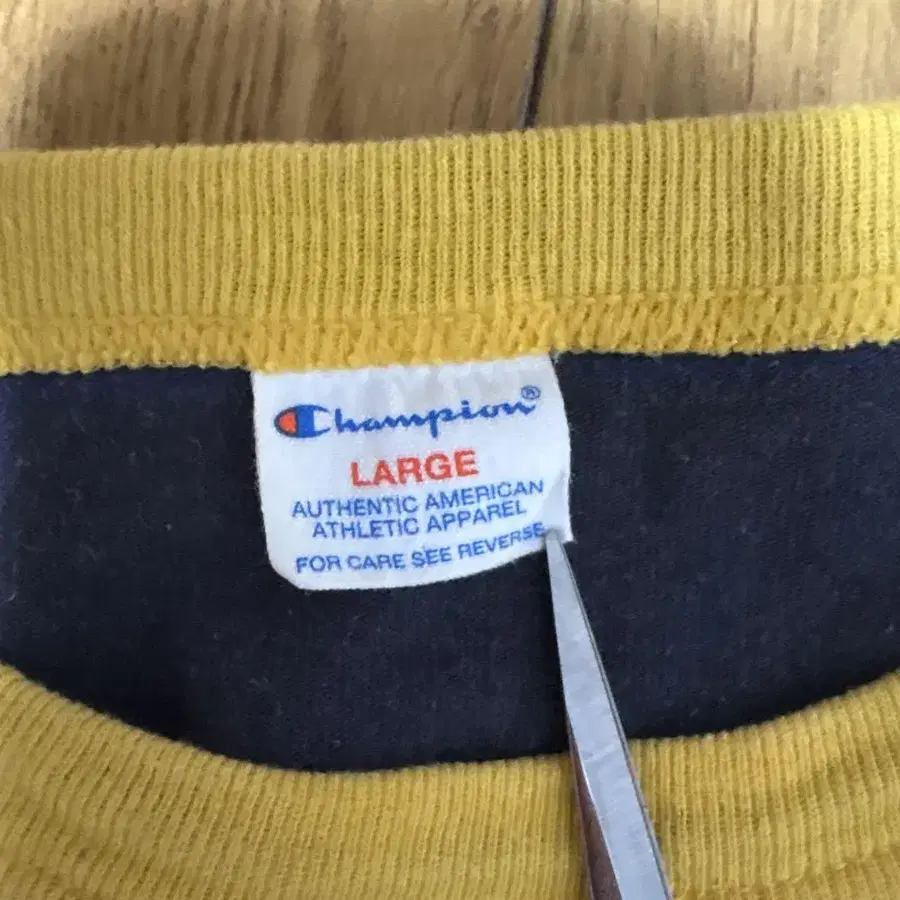 Champion®
LARGE
AUTHENTIC AMERICAN
ATHLETIC APPAREL
FOR CARE SEE REVERSE